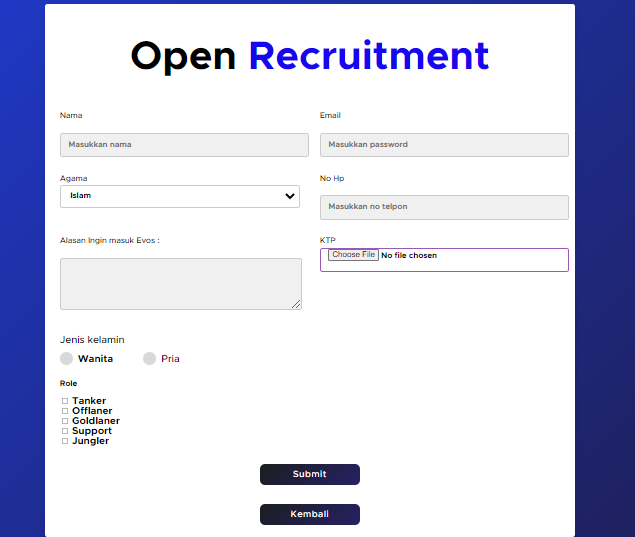 Open Recruitment
Nama
Email
Masukkan nama
Masukkan password
Agama
No Hp
Islam
Masukkan no telpon
Alasan Ingin masuk Evos :
KTP
Choose File No file chosen
Jenis kelamin
Wanita
Pria
Role
Tanker
Offlaner
Goldlaner
Support
Jungler
Submit
Kembali